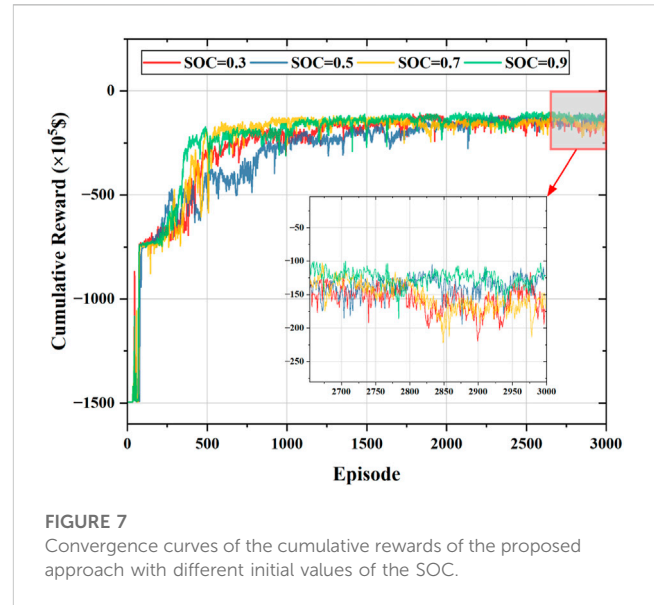 SOC=0.3 SOC=0.5 SOC=0.7 SOC=0.9
Cumulative Reward (×10⁵$)
0
−500
−1000
−1500
−50
−100
−150
−200
−250
2700 2750 2800 2850 2900 2950 3000
0 500 1000 1500 2000 2500 3000
Episode
FIGURE 7
Convergence curves of the cumulative rewards of the proposed
approach with different initial values of the SOC.